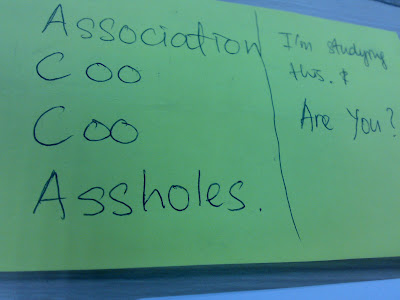 Association
Coo
Coo
Assholes.
I'm studying
this. &
Are You?